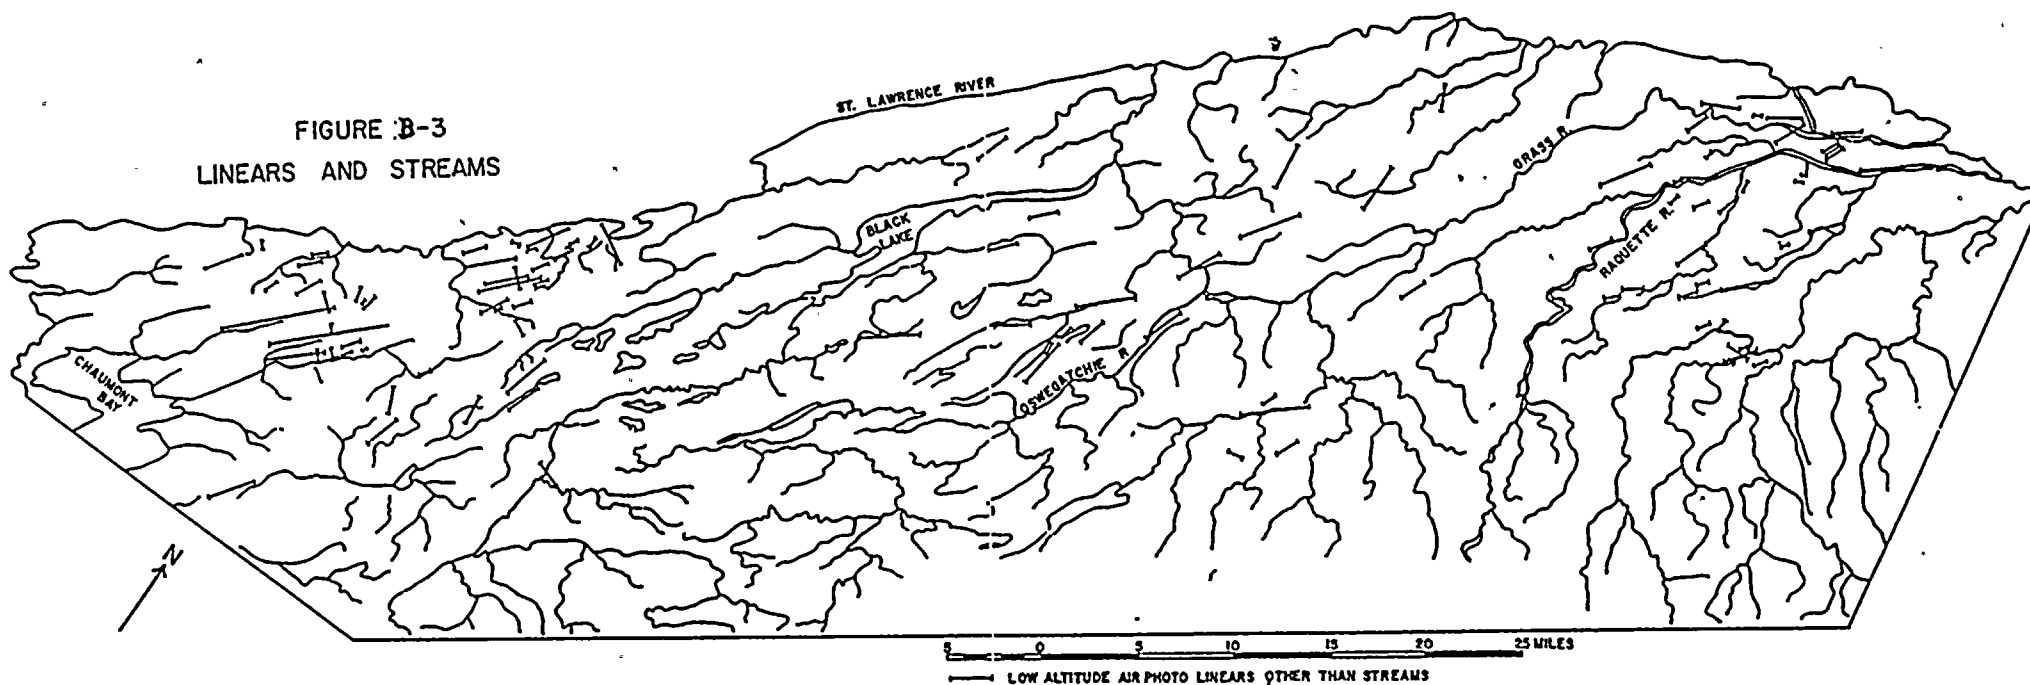 FIGURE B-3
LINEARS AND STREAMS
ST. LAWRENCE RIVER
BLACK
LAKE
GRASS R.
RAQUETTE R.
CHAUMONT
BAY
OSWEGATCHIE R
N
5 0 5 10 15 20 25 MILES
LOW ALTITUDE AIR PHOTO LINEARS OTHER THAN STREAMS